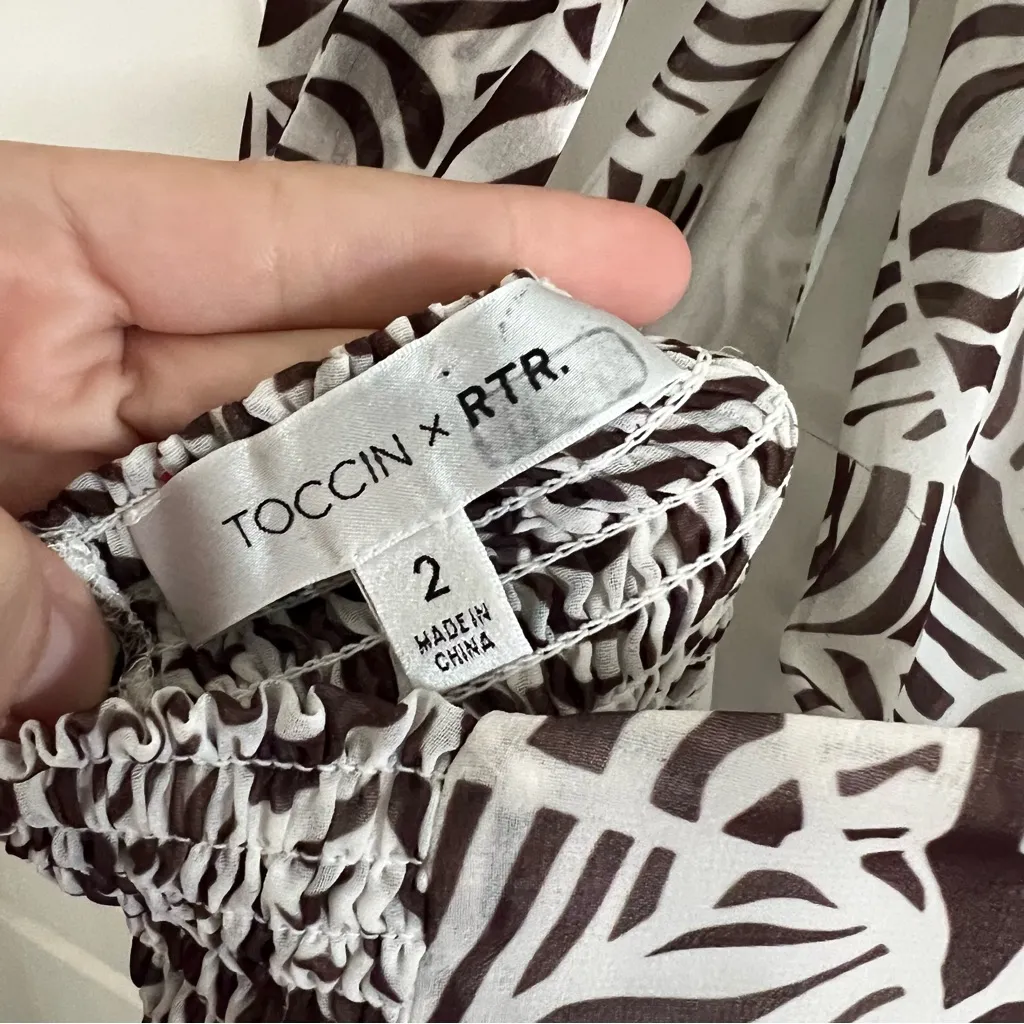 TOCCIN × RTR.
2
MADE IN
CHINA